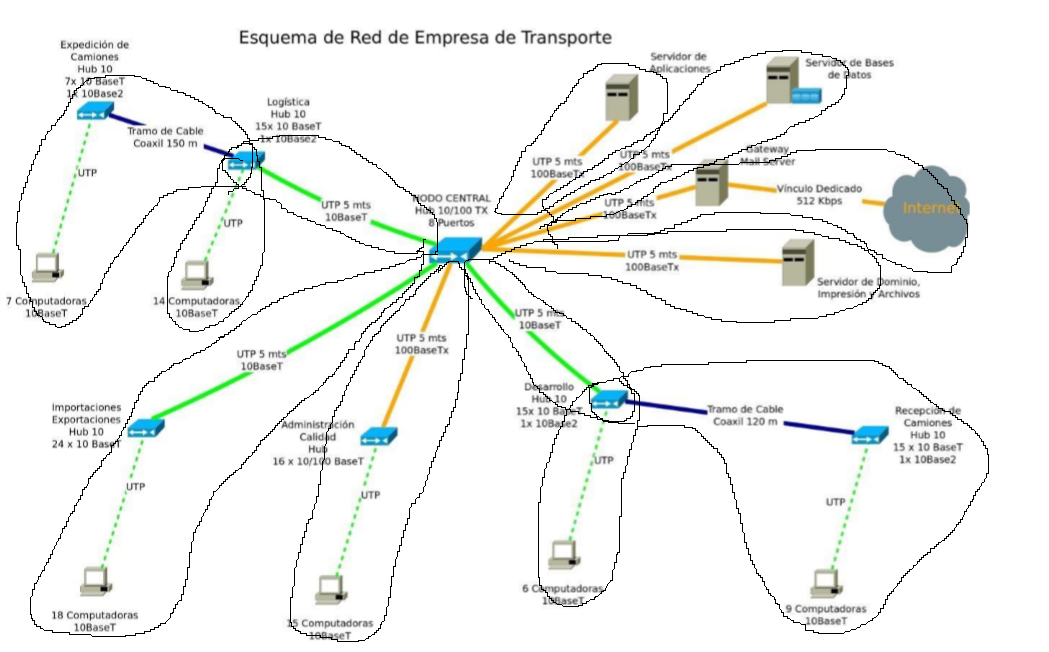 Esquema de Red de Empresa de Transporte
Expedición de
Camiones
Hub 10
7x 10 BaseT
1x 10Base2
Logística
Hub 10
15x 10 BaseT
1x 10Base2
Tramo de Cable
Coaxil 150 m
UTP
UTP
7 Computadoras
10BaseT
14 Computadoras
10BaseT
UTP 5 mts
10BaseT
NODO CENTRAL
Hub 10/100 TX
8 Puertos
Servidor de
Aplicaciones
Servidor de Bases
de Datos
UTP 5 mts
100BaseTx
UTP 5 mts
100BaseTx
Gateway
Mail Server
UTP 5 mts
100BaseTx
Vínculo Dedicado
512 Kbps
Internet
UTP 5 mts
100BaseTx
Servidor de Dominio,
Impresión y Archivos
UTP 5 mts
10BaseT
UTP 5 mts
100BaseTx
UTP 5 mts
10BaseT
Importaciones
Exportaciones
Hub 10
24 x 10 BaseT
UTP
18 Computadoras
10BaseT
Administración
Calidad
Hub
16 x 10/100 BaseT
UTP
15 Computadoras
10BaseT
Desarrollo
Hub 10
15x 10 BaseT
1x 10Base2
UTP
6 Computadoras
10BaseT
Tramo de Cable
Coaxil 120 m
Recepción de
Camiones
Hub 10
15 x 10 BaseT
1x 10Base2
UTP
9 Computadoras
10BaseT